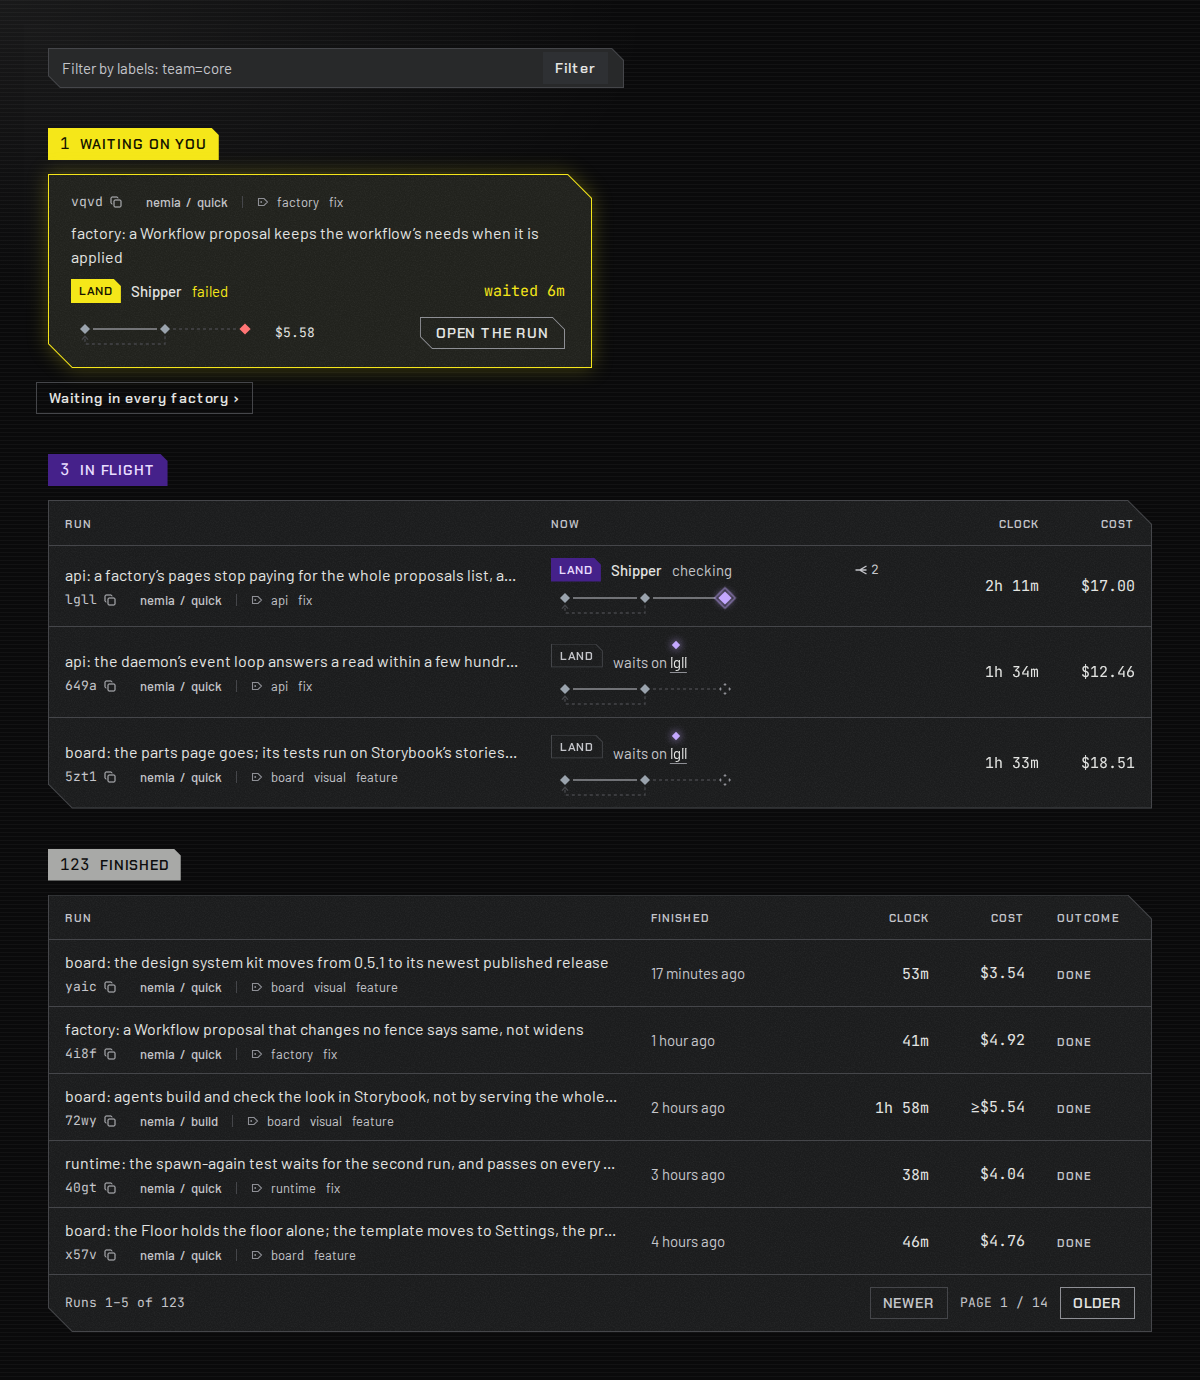 Filter by labels: team=core
Filter
1 WAITING ON YOU
vqvd nemla / quick factory fix
factory: a Workflow proposal keeps the workflow's needs when it is
applied
LAND Shipper failed waited 6m
$5.58 OPEN THE RUN
Waiting in every factory ›
3 IN FLIGHT
RUN NOW CLOCK COST
api: a factory's pages stop paying for the whole proposals list, a...
LAND Shipper checking 2
lgll nemla / quick api fix
2h 11m $17.00
api: the daemon's event loop answers a read within a few hundr...
LAND waits on lgll
649a nemla / quick api fix
1h 34m $12.46
board: the parts page goes; its tests run on Storybook's stories...
LAND waits on lgll
5zt1 nemla / quick board visual feature
1h 33m $18.51
123 FINISHED
RUN FINISHED CLOCK COST OUTCOME
board: the design system kit moves from 0.5.1 to its newest published release
yaic nemla / quick board visual feature
17 minutes ago 53m $3.54 DONE
factory: a Workflow proposal that changes no fence says same, not widens
4i8f nemla / quick factory fix
1 hour ago 41m $4.92 DONE
board: agents build and check the look in Storybook, not by serving the whole...
72wy nemla / build board visual feature
2 hours ago 1h 58m ≥$5.54 DONE
runtime: the spawn-again test waits for the second run, and passes on every ...
40gt nemla / quick runtime fix
3 hours ago 38m $4.04 DONE
board: the Floor holds the floor alone; the template moves to Settings, the pr...
x57v nemla / quick board feature
4 hours ago 46m $4.76 DONE
Runs 1–5 of 123 NEWER PAGE 1 / 14 OLDER